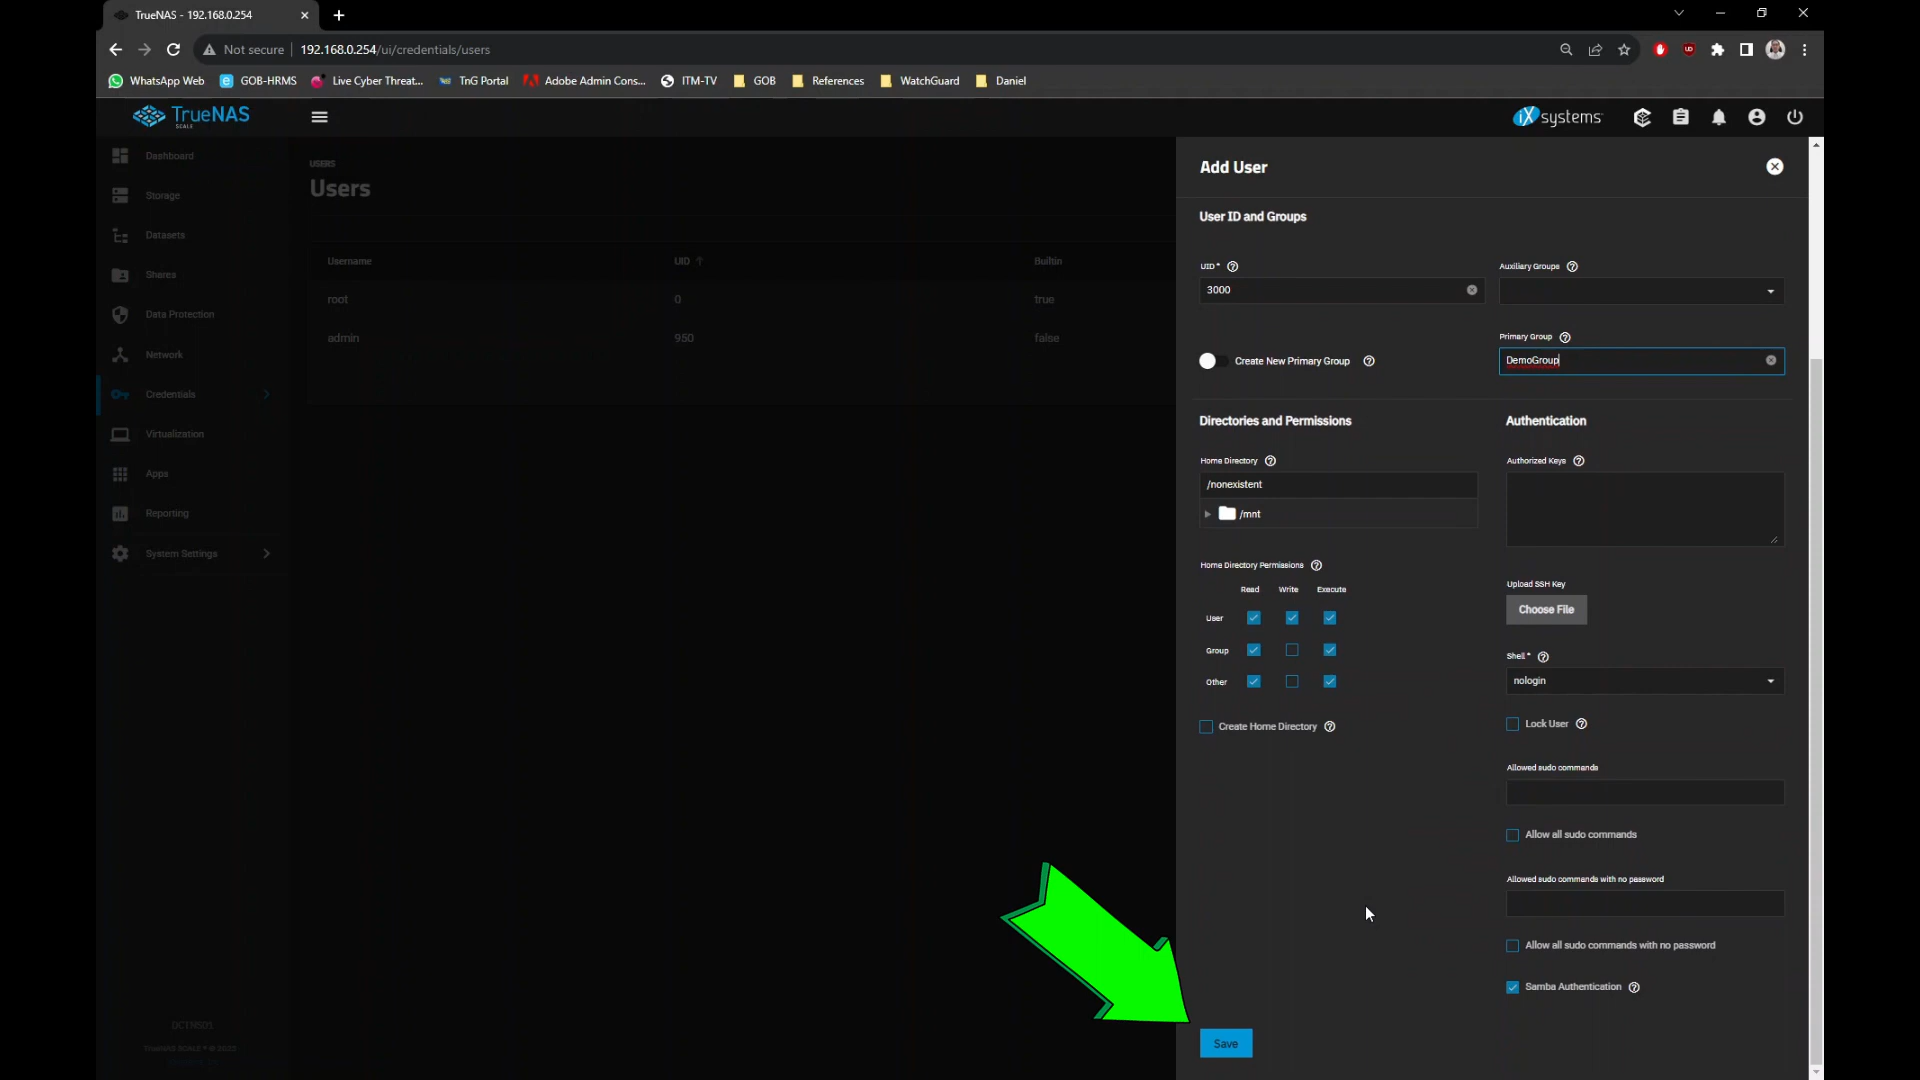 TrueNAS - 192.168.0.254
Not secure | 192.168.0.254/ui/credentials/users
WhatsApp Web GOB-HRMS Live Cyber Threat... TnG Portal Adobe Admin Cons... ITM-TV GOB References WatchGuard Daniel
TrueNAS
SCALE
iX systems
Dashboard
Storage
Datasets
Shares
Data Protection
Network
Credentials
Virtualization
Apps
Reporting
System Settings
DCTNS01
TrueNAS SCALE ® © 2022
USERS
Users
Username UID Builtin
root 0 true
admin 950 false
Add User
User ID and Groups
UID * Auxiliary Groups
3000
Primary Group
Create New Primary Group DemoGroup
Directories and Permissions
Home Directory
/nonexistent
/mnt
Home Directory Permissions
Read Write Execute
User
Group
Other
Create Home Directory
Authentication
Authorized Keys
Upload SSH Key
Choose File
Shell *
nologin
Lock User
Allowed sudo commands
Allow all sudo commands
Allowed sudo commands with no password
Allow all sudo commands with no password
Samba Authentication
Save